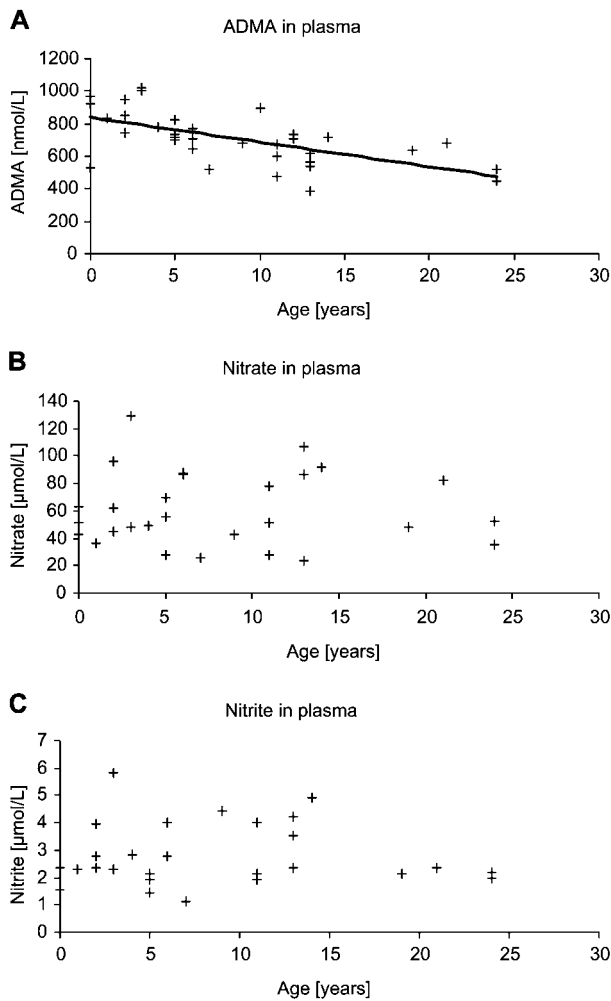 A
ADMA in plasma
1200
1000
800
600
400
200
0
ADMA [nmol/L]
0 5 10 15 20 25 30
Age [years]
B
Nitrate in plasma
140
120
100
80
60
40
20
0
Nitrate [µmol/L]
0 5 10 15 20 25 30
Age [years]
C
Nitrite in plasma
7
6
5
4
3
2
1
0
Nitrite [µmol/L]
0 5 10 15 20 25 30
Age [years]